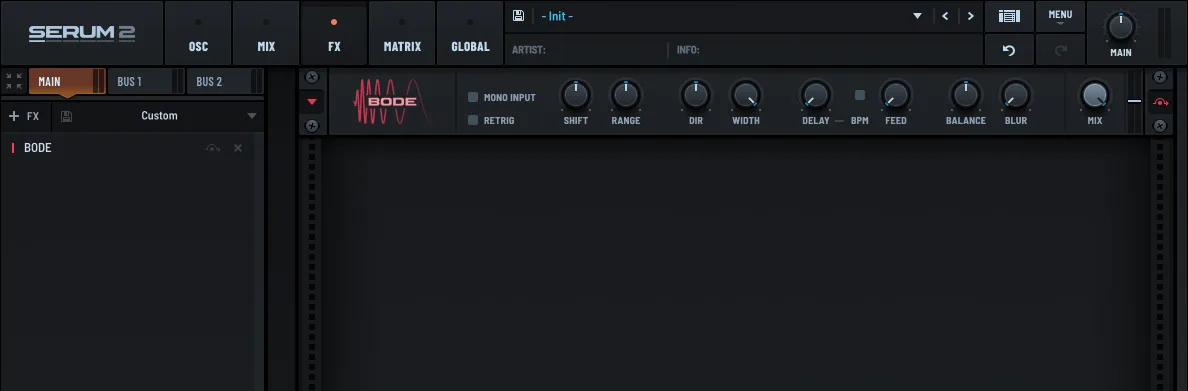 SERUM 2
OSC
MIX
FX
MATRIX
GLOBAL
- Init -
ARTIST:
INFO:
MENU
MAIN
MAIN
BUS 1
BUS 2
FX
Custom
BODE
BODE
MONO INPUT
RETRIG
SHIFT
RANGE
DIR
WIDTH
DELAY
BPM
FEED
BALANCE
BLUR
MIX